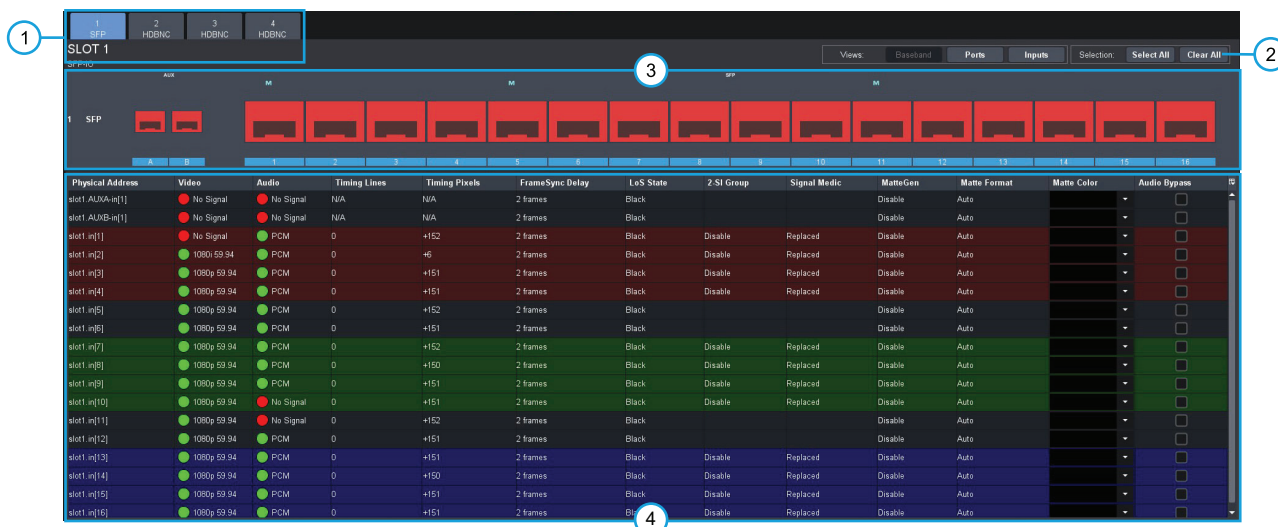 1 2 3 4
SFP HDBNC HDBNC HDBNC
1
SLOT 1
SFP-IO
Views: Baseband Ports Inputs Selection: Select All Clear All
2
3
AUX SFP
M M M
1 SFP
A B 1 2 3 4 5 6 7 8 9 10 11 12 13 14 15 16
Physical Address Video Audio Timing Lines Timing Pixels FrameSync Delay LoS State 2-SI Group Signal Medic MatteGen Matte Format Matte Color Audio Bypass
slot1.AUXA-in[1] No Signal No Signal N/A N/A 2 frames Black Disable Auto
slot1.AUXB-in[1] No Signal No Signal N/A N/A 2 frames Black Disable Auto
slot1.in[1] No Signal PCM 0 +152 2 frames Black Disable Replaced Disable Auto
slot1.in[2] 1080i 59.94 PCM 0 +6 2 frames Black Disable Replaced Disable Auto
slot1.in[3] 1080p 59.94 PCM 0 +151 2 frames Black Disable Replaced Disable Auto
slot1.in[4] 1080p 59.94 PCM 0 +151 2 frames Black Disable Replaced Disable Auto
slot1.in[5] 1080p 59.94 PCM 0 +152 2 frames Black Disable Auto
slot1.in[6] 1080p 59.94 PCM 0 +151 2 frames Black Disable Auto
slot1.in[7] 1080p 59.94 PCM 0 +152 2 frames Black Disable Replaced Disable Auto
slot1.in[8] 1080p 59.94 PCM 0 +150 2 frames Black Disable Replaced Disable Auto
slot1.in[9] 1080p 59.94 PCM 0 +151 2 frames Black Disable Replaced Disable Auto
slot1.in[10] 1080p 59.94 No Signal 0 +151 2 frames Black Disable Replaced Disable Auto
slot1.in[11] 1080p 59.94 No Signal 0 +152 2 frames Black Disable Auto
slot1.in[12] 1080p 59.94 PCM 0 +151 2 frames Black Disable Auto
slot1.in[13] 1080p 59.94 PCM 0 +151 2 frames Black Disable Replaced Disable Auto
slot1.in[14] 1080p 59.94 PCM 0 +150 2 frames Black Disable Replaced Disable Auto
slot1.in[15] 1080p 59.94 PCM 0 +151 2 frames Black Disable Replaced Disable Auto
slot1.in[16] 1080p 59.94 PCM 0 +151 2 frames Disable Replaced Disable Auto
4